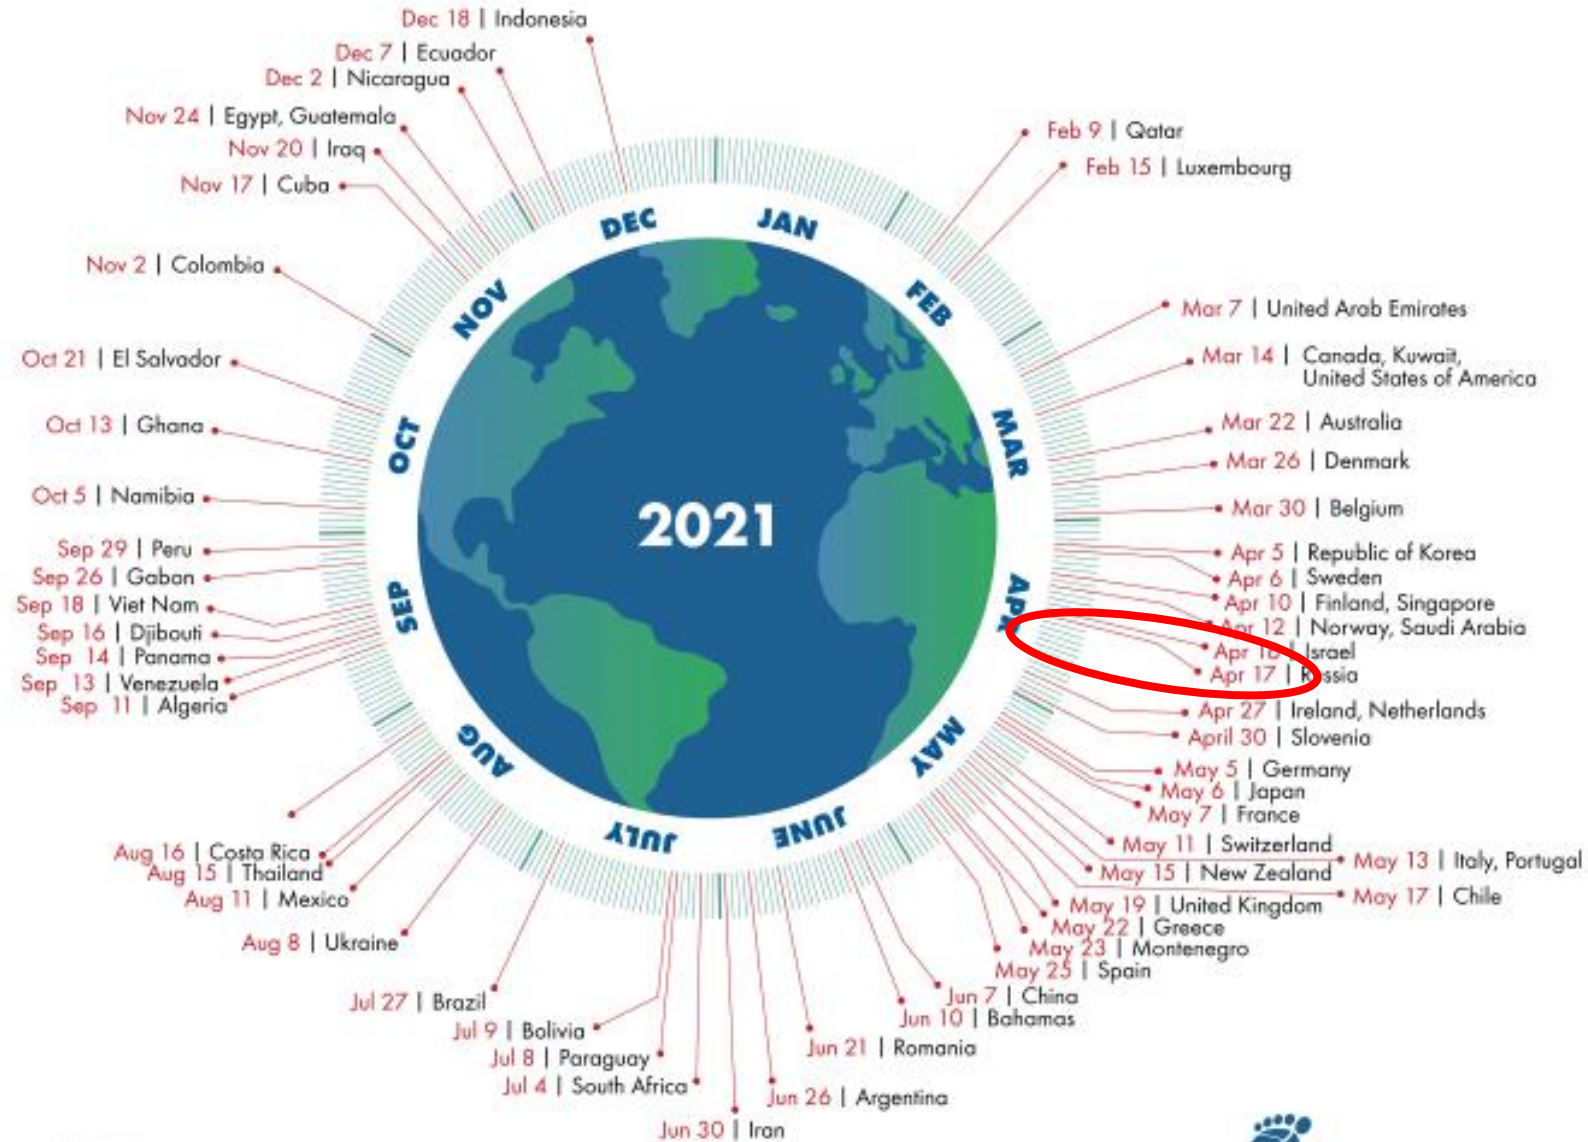 Dec 18 | Indonesia
Dec 7 | Ecuador
Dec 2 | Nicaragua
Nov 24 | Egypt, Guatemala
Nov 20 | Iraq
Nov 17 | Cuba
Nov 2 | Colombia
Oct 21 | El Salvador
Oct 13 | Ghana
Oct 5 | Namibia
Sep 29 | Peru
Sep 26 | Gabon
Sep 18 | Viet Nam
Sep 16 | Djibouti
Sep 14 | Panama
Sep 13 | Venezuela
Sep 11 | Algeria
Aug 16 | Costa Rica
Aug 15 | Thailand
Aug 11 | Mexico
Aug 8 | Ukraine
Jul 27 | Brazil
Jul 9 | Bolivia
Jul 8 | Paraguay
Jul 4 | South Africa
Jun 30 | Iran
JAN
FEB
MAR
APR
MAY
JUNE
JULY
AUG
SEP
OCT
NOV
DEC
2021
Feb 9 | Qatar
Feb 15 | Luxembourg
Mar 7 | United Arab Emirates
Mar 14 | Canada, Kuwait,
United States of America
Mar 22 | Australia
Mar 26 | Denmark
Mar 30 | Belgium
Apr 5 | Republic of Korea
Apr 6 | Sweden
Apr 10 | Finland, Singapore
Apr 12 | Norway, Saudi Arabia
Apr | Israel
Apr 17 | Russia
Apr 27 | Ireland, Netherlands
April 30 | Slovenia
May 5 | Germany
May 6 | Japan
May 7 | France
May 11 | Switzerland
May 13 | Italy, Portugal
May 15 | New Zealand
May 17 | Chile
May 19 | United Kingdom
May 22 | Greece
May 23 | Montenegro
May 25 | Spain
Jun 7 | China
Jun 10 | Bahamas
Jun 21 | Romania
Jun 26 | Argentina